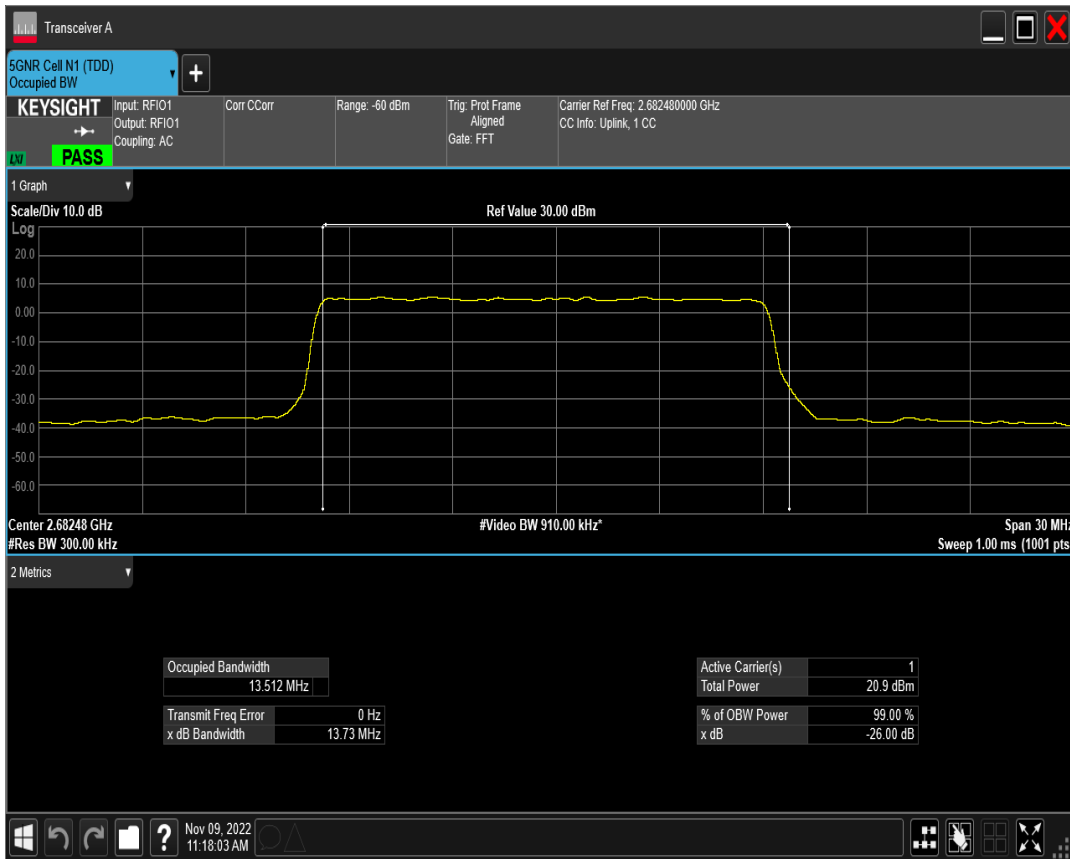 Transceiver A
5GNR Cell N1 (TDD)
Occupied BW
+
KEYSIGHT
LXI
PASS
Input: RFIO1
Output: RFIO1
Coupling: AC
Corr CCorr
Range: -60 dBm
Trig: Prot Frame
Aligned
Gate: FFT
Carrier Ref Freq: 2.682480000 GHz
CC Info: Uplink, 1 CC
1 Graph
Scale/Div 10.0 dB
Ref Value 30.00 dBm
Log
20.0
10.0
0.00
-10.0
-20.0
-30.0
-40.0
-50.0
-60.0
Center 2.68248 GHz
#Video BW 910.00 kHz*
Span 30 MHz
#Res BW 300.00 kHz
Sweep 1.00 ms (1001 pts
2 Metrics
Occupied Bandwidth
13.512 MHz
Transmit Freq Error 0 Hz
x dB Bandwidth 13.73 MHz
Active Carrier(s) 1
Total Power 20.9 dBm
% of OBW Power 99.00 %
x dB -26.00 dB
?
Nov 09, 2022
11:18:03 AM